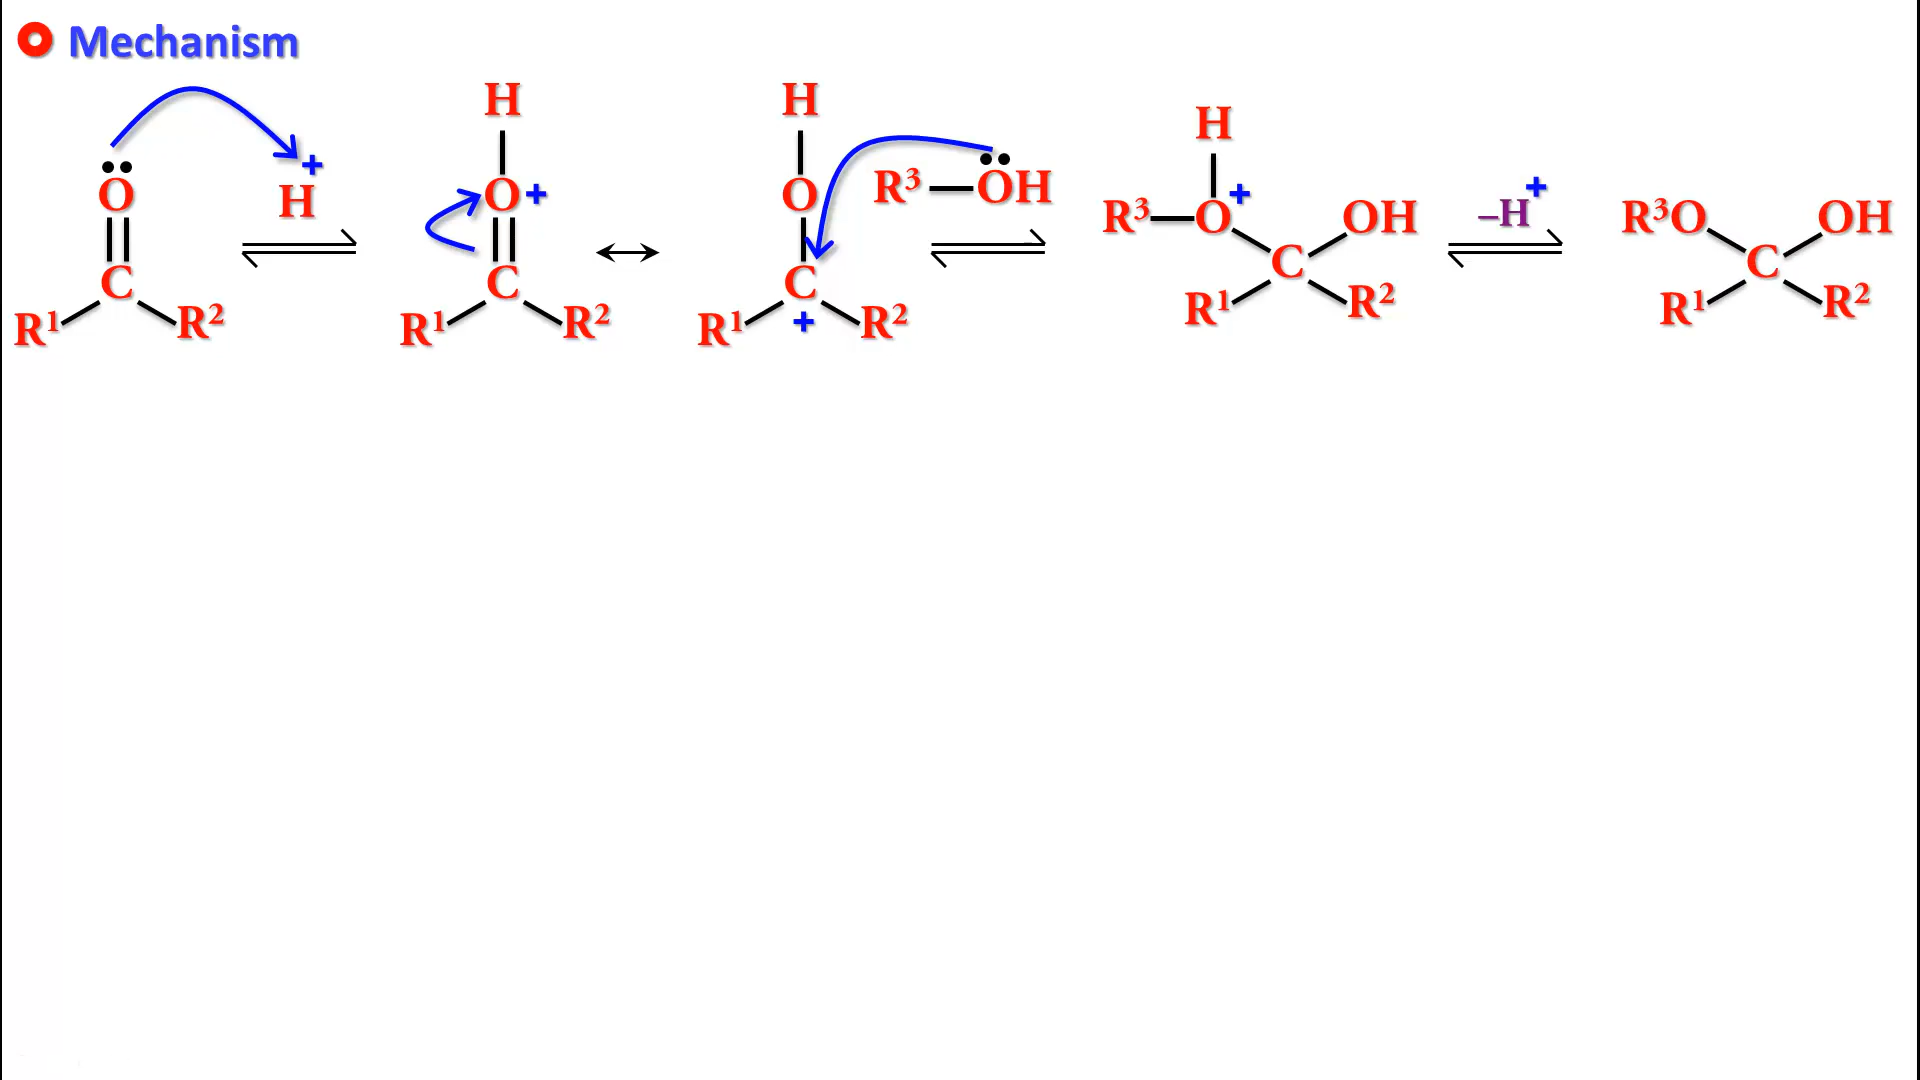 Mechanism
H H H
+ R³—OH + –H+
O H+ O+ O R³—O+ OH R³O OH
C C C C C
R¹ R² R¹ R² R¹ + R² R¹ R² R¹ R²